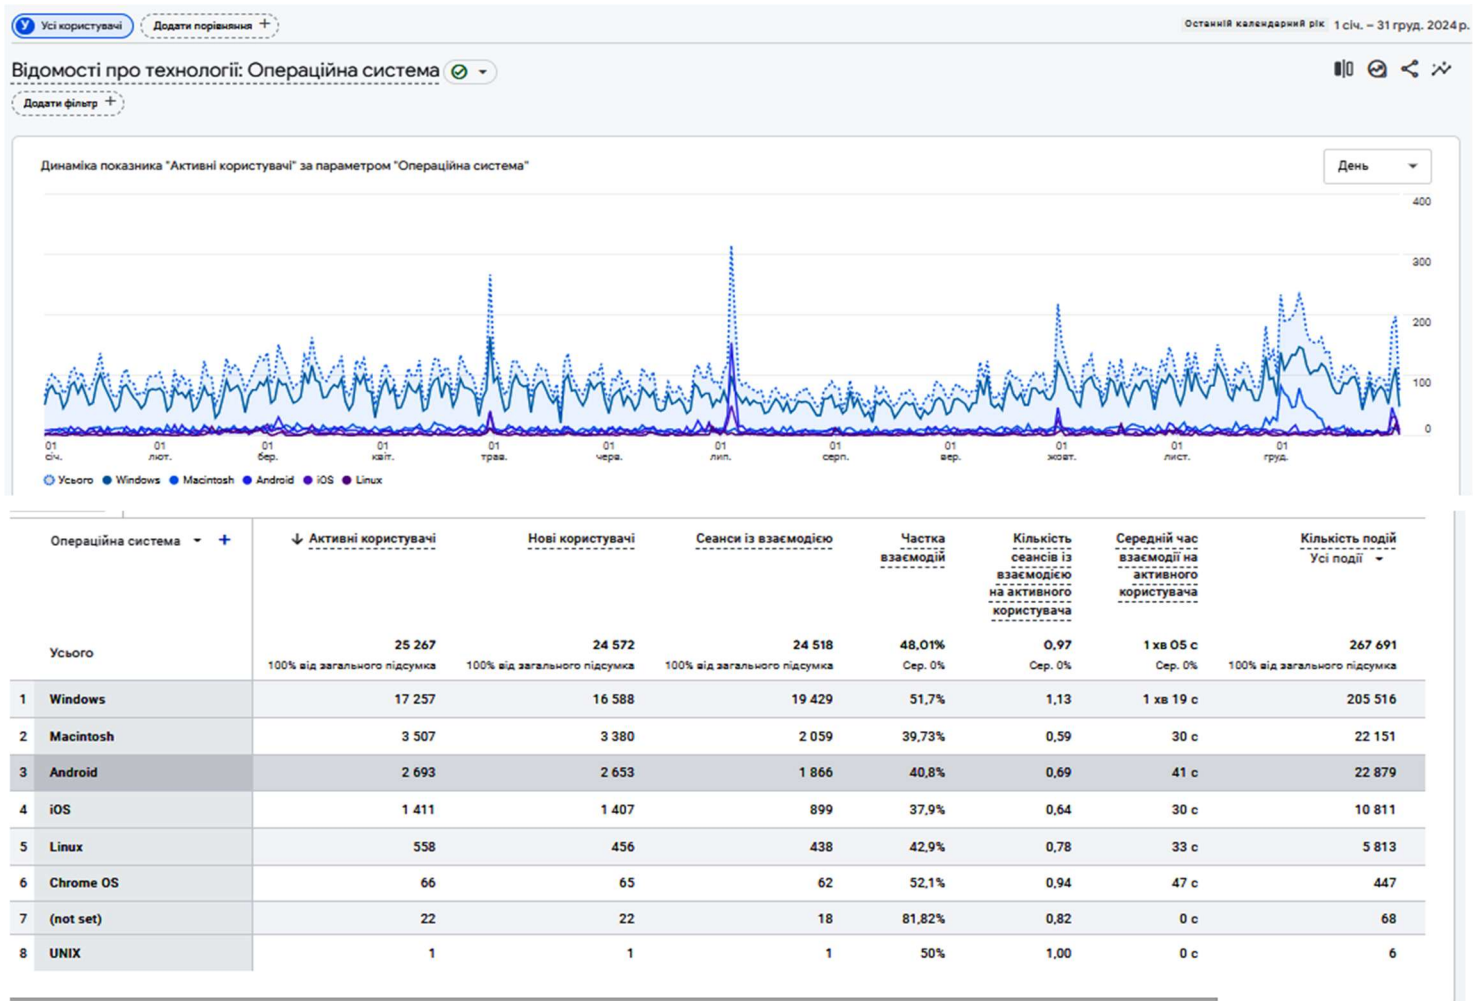 У Усі користувачі Додати порівняння + Останній календарний рік 1 січ. – 31 груд. 2024 р.
Відомості про технології: Операційна система
Додати фільтр +
Динаміка показника "Активні користувачі" за параметром "Операційна система" День
400
300
200
100
0
01 01 01 01 01 01 01 01 01 01 01 01
січ. лют. бер. квіт. трав. черв. лип. серп. вер. жовт. лист. груд.
Усього Windows Macintosh Android iOS Linux
Операційна система + ↓ Активні користувачі Нові користувачі Сеанси із взаємодією Частка Кількість Середній час Кількість подій
взаємодій сеансів із взаємодії на Усі події
взаємодією активного
на активного користувача
користувача
Усього 25 267 24 572 24 518 48,01% 0,97 1 хв 05 с 267 691
100% від загального підсумка 100% від загального підсумка 100% від загального підсумка Сер. 0% Сер. 0% Сер. 0% 100% від загального підсумка
1 Windows 17 257 16 588 19 429 51,7% 1,13 1 хв 19 с 205 516
2 Macintosh 3 507 3 380 2 059 39,73% 0,59 30 с 22 151
3 Android 2 693 2 653 1 866 40,8% 0,69 41 с 22 879
4 iOS 1 411 1 407 899 37,9% 0,64 30 с 10 811
5 Linux 558 456 438 42,9% 0,78 33 с 5 813
6 Chrome OS 66 65 62 52,1% 0,94 47 с 447
7 (not set) 22 22 18 81,82% 0,82 0 с 68
8 UNIX 1 1 1 50% 1,00 0 с 6